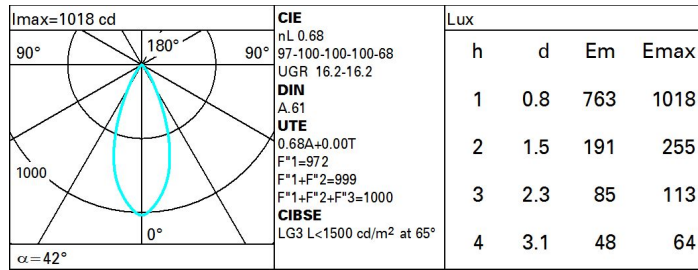 Imax=1018 cd
90°
180°
90°
1000
0°
α=42°
CIE
nL 0.68
97-100-100-100-68
UGR 16.2-16.2
DIN
A.61
UTE
0.68A+0.00T
F"1=972
F"1+F"2=999
F"1+F"2+F"3=1000
CIBSE
LG3 L<1500 cd/m² at 65°
Lux
h d Em Emax
1 0.8 763 1018
2 1.5 191 255
3 2.3 85 113
4 3.1 48 64